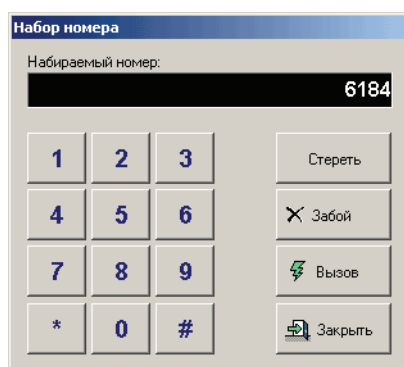 Набор номера
Набираемый номер:
6184
1 2 3 Стереть
4 5 6 Забой
7 8 9 Вызов
* 0 # Закрыть